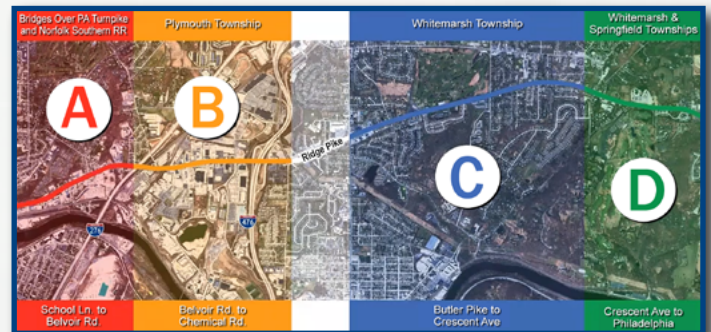 Bridges Over PA Turnpike
and Norfolk Southern RR
Plymouth Township
Whitemarsh Township
Whitemarsh &
Springfield Townships
A
B
Ridge Pike
C
D
276
476
School Ln. to
Belvoir Rd.
Belvoir Rd. to
Chemical Rd.
Butler Pike to
Crescent Ave
Crescent Ave to
Philadelphia